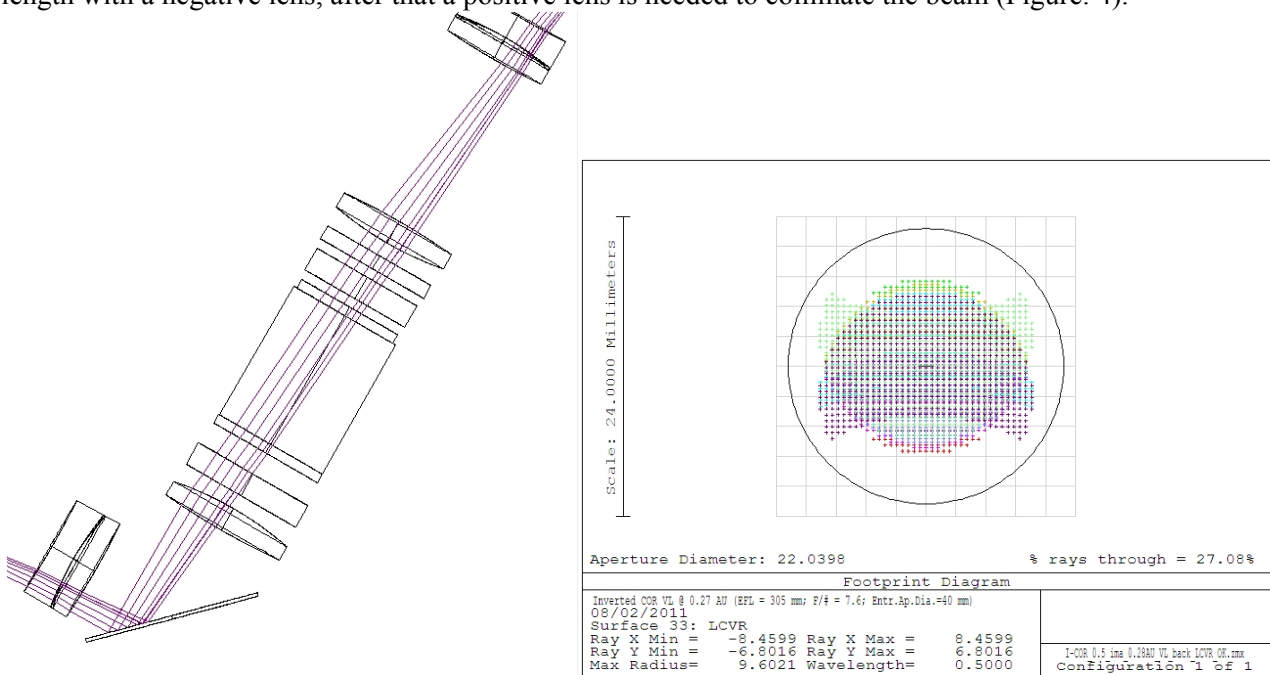 length with a negative lens, after that a positive lens is needed to collimate the beam (Figure. 4).
Scale: 24.0000 Millimeters
Aperture Diameter: 22.0398 % rays through = 27.08%
Footprint Diagram
Inverted COR VL @ 0.27 AU (EFL = 305 mm; F/# = 7.6; Entr.Ap.Dia.=40 mm)
08/02/2011
Surface 33: LCVR
Ray X Min = -8.4599 Ray X Max = 8.4599
Ray Y Min = -6.8016 Ray Y Max = 6.8016
Max Radius= 9.6021 Wavelength= 0.5000
I-COR 0.5 ima 0.28AU VL back LCVR OK.zmx
Configuration 1 of 1